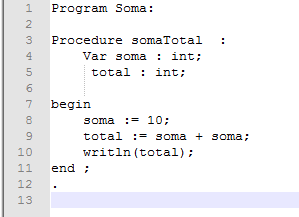 1 Program Soma:
2
3 Procedure somaTotal  :
4     Var soma : int;
5      total : int;
6
7 begin
8     soma := 10;
9     total := soma + soma;
10     writln(total);
11 end ;
12 .
13